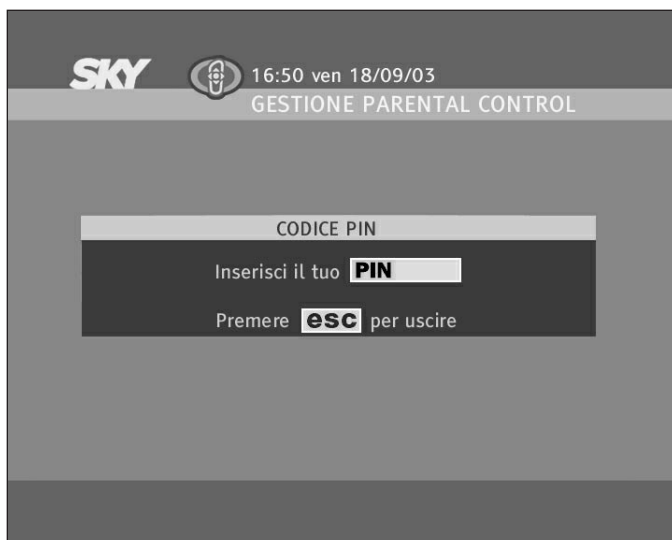 SKY 16:50 ven 18/09/03
GESTIONE PARENTAL CONTROL
CODICE PIN
Inserisci il tuo PIN
Premere esc per uscire